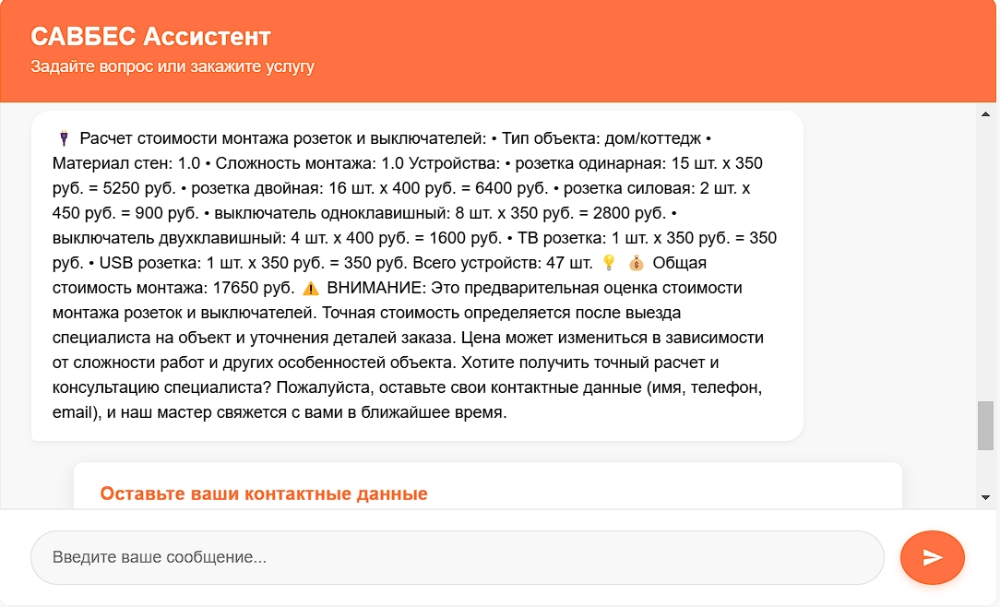 САВБЕС Ассистент
Задайте вопрос или закажите услугу
Расчет стоимости монтажа розеток и выключателей: • Тип объекта: дом/коттедж •
Материал стен: 1.0 • Сложность монтажа: 1.0 Устройства: • розетка одинарная: 15 шт. x 350
руб. = 5250 руб. • розетка двойная: 16 шт. x 400 руб. = 6400 руб. • розетка силовая: 2 шт. x
450 руб. = 900 руб. • выключатель одноклавишный: 8 шт. x 350 руб. = 2800 руб. •
выключатель двухклавишный: 4 шт. x 400 руб. = 1600 руб. • ТВ розетка: 1 шт. x 350 руб. = 350
руб. • USB розетка: 1 шт. x 350 руб. = 350 руб. Всего устройств: 47 шт. 💡 💰 Общая
стоимость монтажа: 17650 руб. ⚠️ ВНИМАНИЕ: Это предварительная оценка стоимости
монтажа розеток и выключателей. Точная стоимость определяется после выезда
специалиста на объект и уточнения деталей заказа. Цена может измениться в зависимости
от сложности работ и других особенностей объекта. Хотите получить точный расчет и
консультацию специалиста? Пожалуйста, оставьте свои контактные данные (имя, телефон,
email), и наш мастер свяжется с вами в ближайшее время.
Оставьте ваши контактные данные
Введите ваше сообщение...